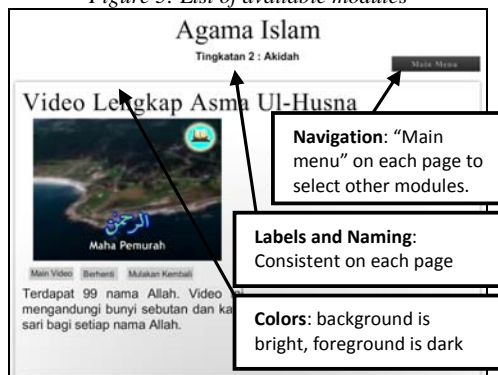 List of available modules
Agama Islam
Tingkatan 2 : Akidah
Main Menu
Video Lengkap Asma Ul-Husna
Navigation: “Main
menu” on each page to
select other modules.
الرحمن
Maha Pemurah
Labels and Naming:
Consistent on each page
Main Video Berhenti Mulakan Kembali
Terdapat 99 nama Allah. Video
mengandungi bunyi sebutan dan
sari bagi setiap nama Allah.
Colors: background is
bright, foreground is dark